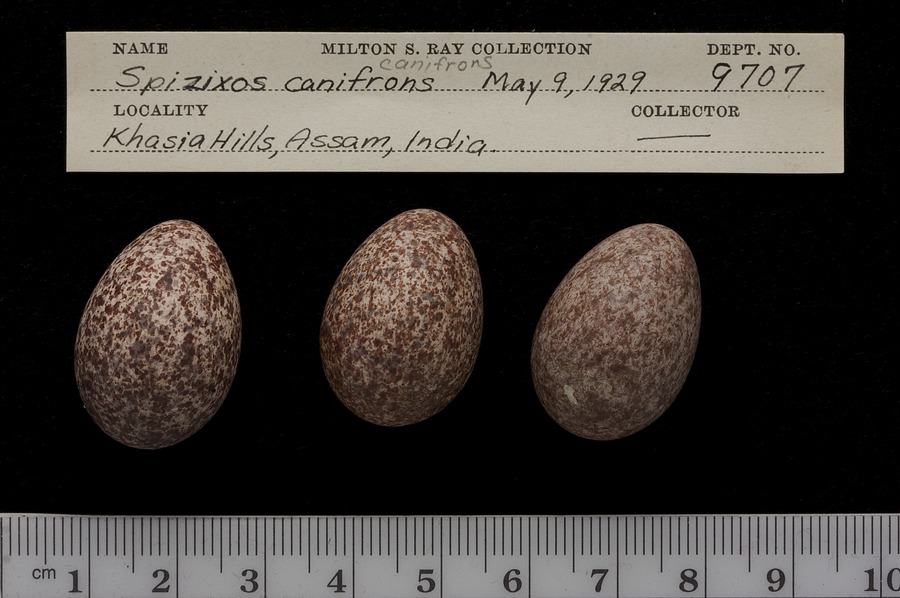 NAME MILTON S. RAY COLLECTION DEPT. NO.
canifrons
Spizixos canifrons May 9, 1929 9707
LOCALITY COLLECTOR
Khasia Hills, Assam, India.
cm 1 2 3 4 5 6 7 8 9 10